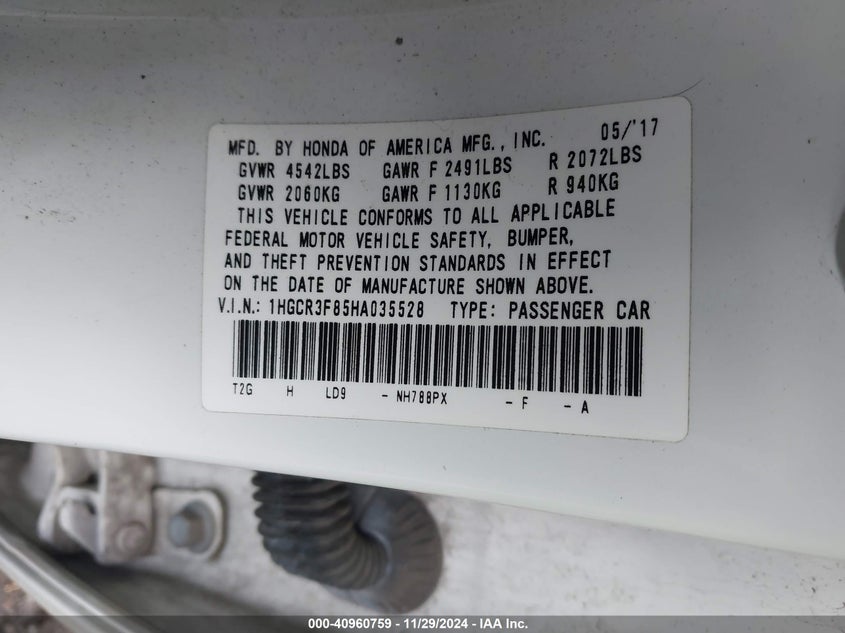 MFD. BY HONDA OF AMERICA MFG., INC. 05/'17
GVWR 4542LBS GAWR F 2491LBS R 2072LBS
GVWR 2060KG GAWR F 1130KG R 940KG
THIS VEHICLE CONFORMS TO ALL APPLICABLE
FEDERAL MOTOR VEHICLE SAFETY, BUMPER,
AND THEFT PREVENTION STANDARDS IN EFFECT
ON THE DATE OF MANUFACTURE SHOWN ABOVE.
V.I.N.: 1HGCR3F85HA035528 TYPE: PASSENGER CAR
T2G H LD9 - NH788PX - F - A
000-40960759 - 11/29/2024 - IAA Inc.